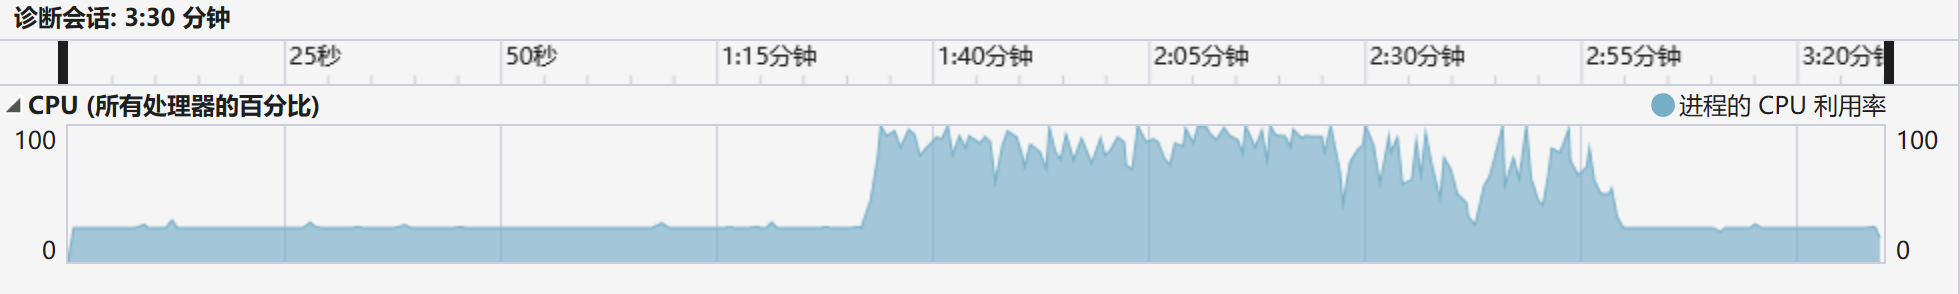 诊断会话: 3:30 分钟
25秒 50秒 1:15分钟 1:40分钟 2:05分钟 2:30分钟 2:55分钟 3:20分钟
CPU (所有处理器的百分比) 进程的 CPU 利用率
100 100
0 0